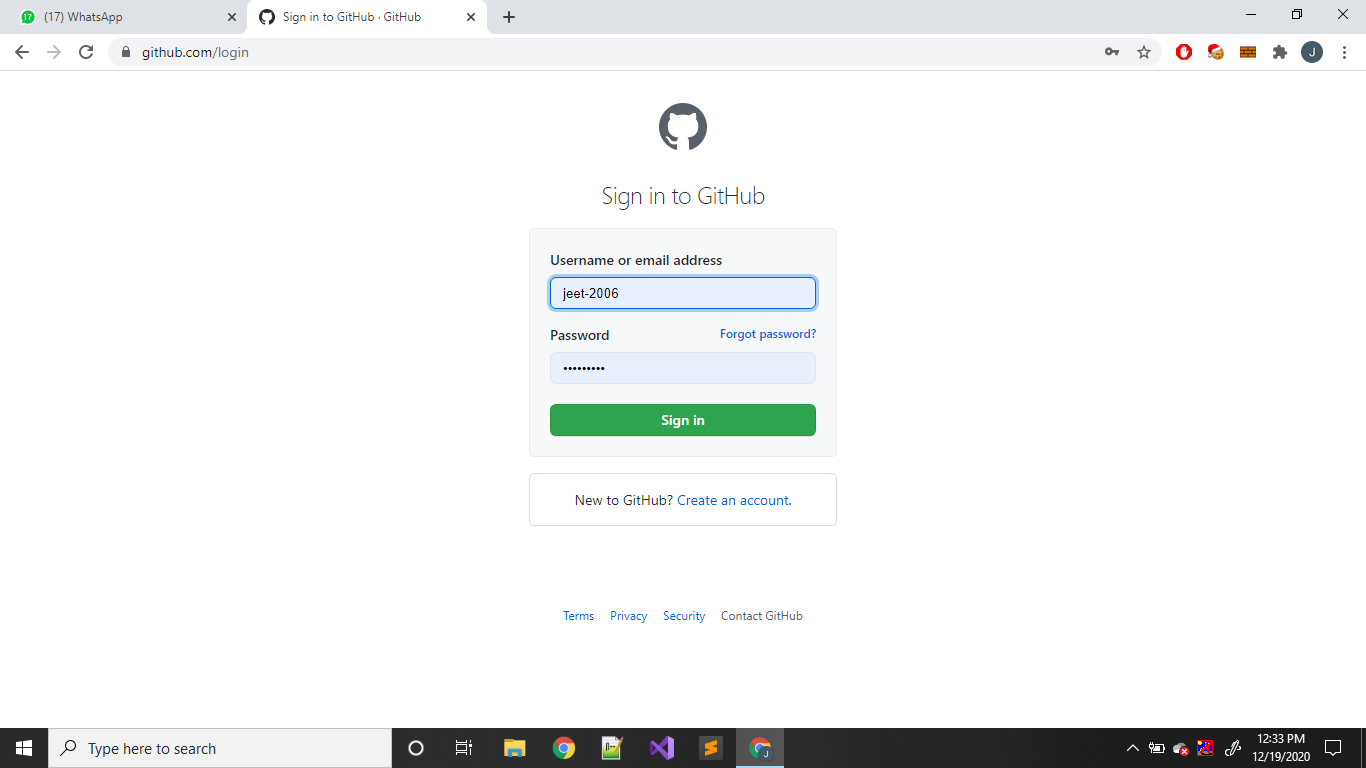 (17) WhatsApp
Sign in to GitHub · GitHub
github.com/login
J
Sign in to GitHub
Username or email address
jeet-2006
Password
Forgot password?
•••••••••
Sign in
New to GitHub? Create an account.
Terms
Privacy
Security
Contact GitHub
Type here to search
12:33 PM
12/19/2020